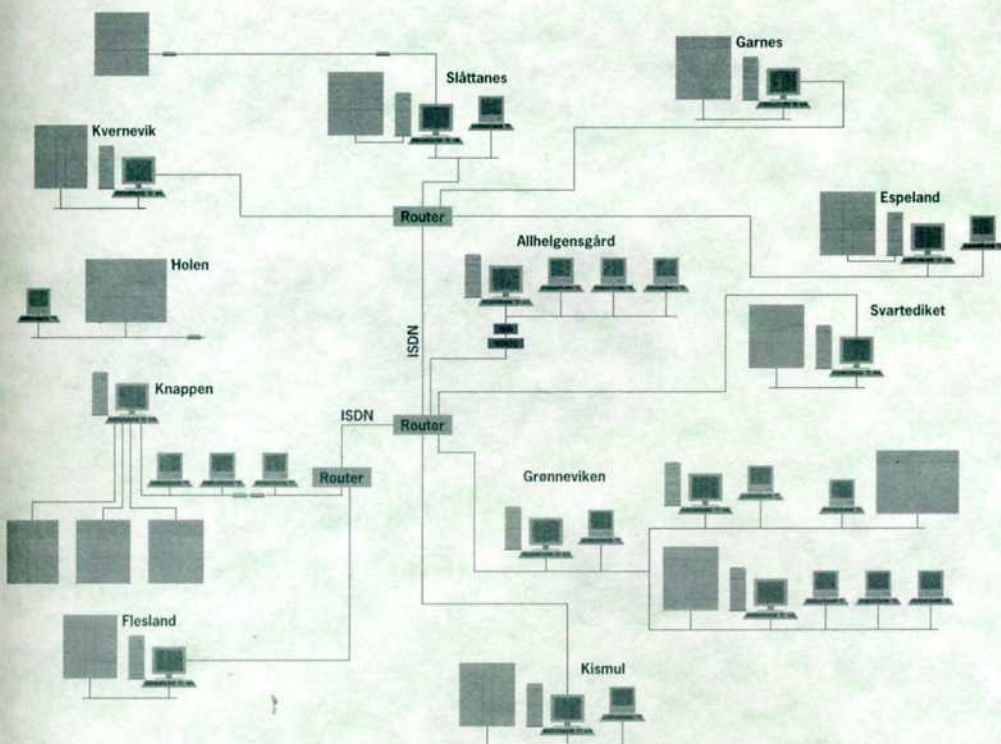 Garnes
Slåttanes
Kvernevik
Espeland
Router
Allhelgensgård
Holen
Svartediket
ISDN
Knappen
ISDN
Router
Router
Grønneviken
Flesland
Kismul